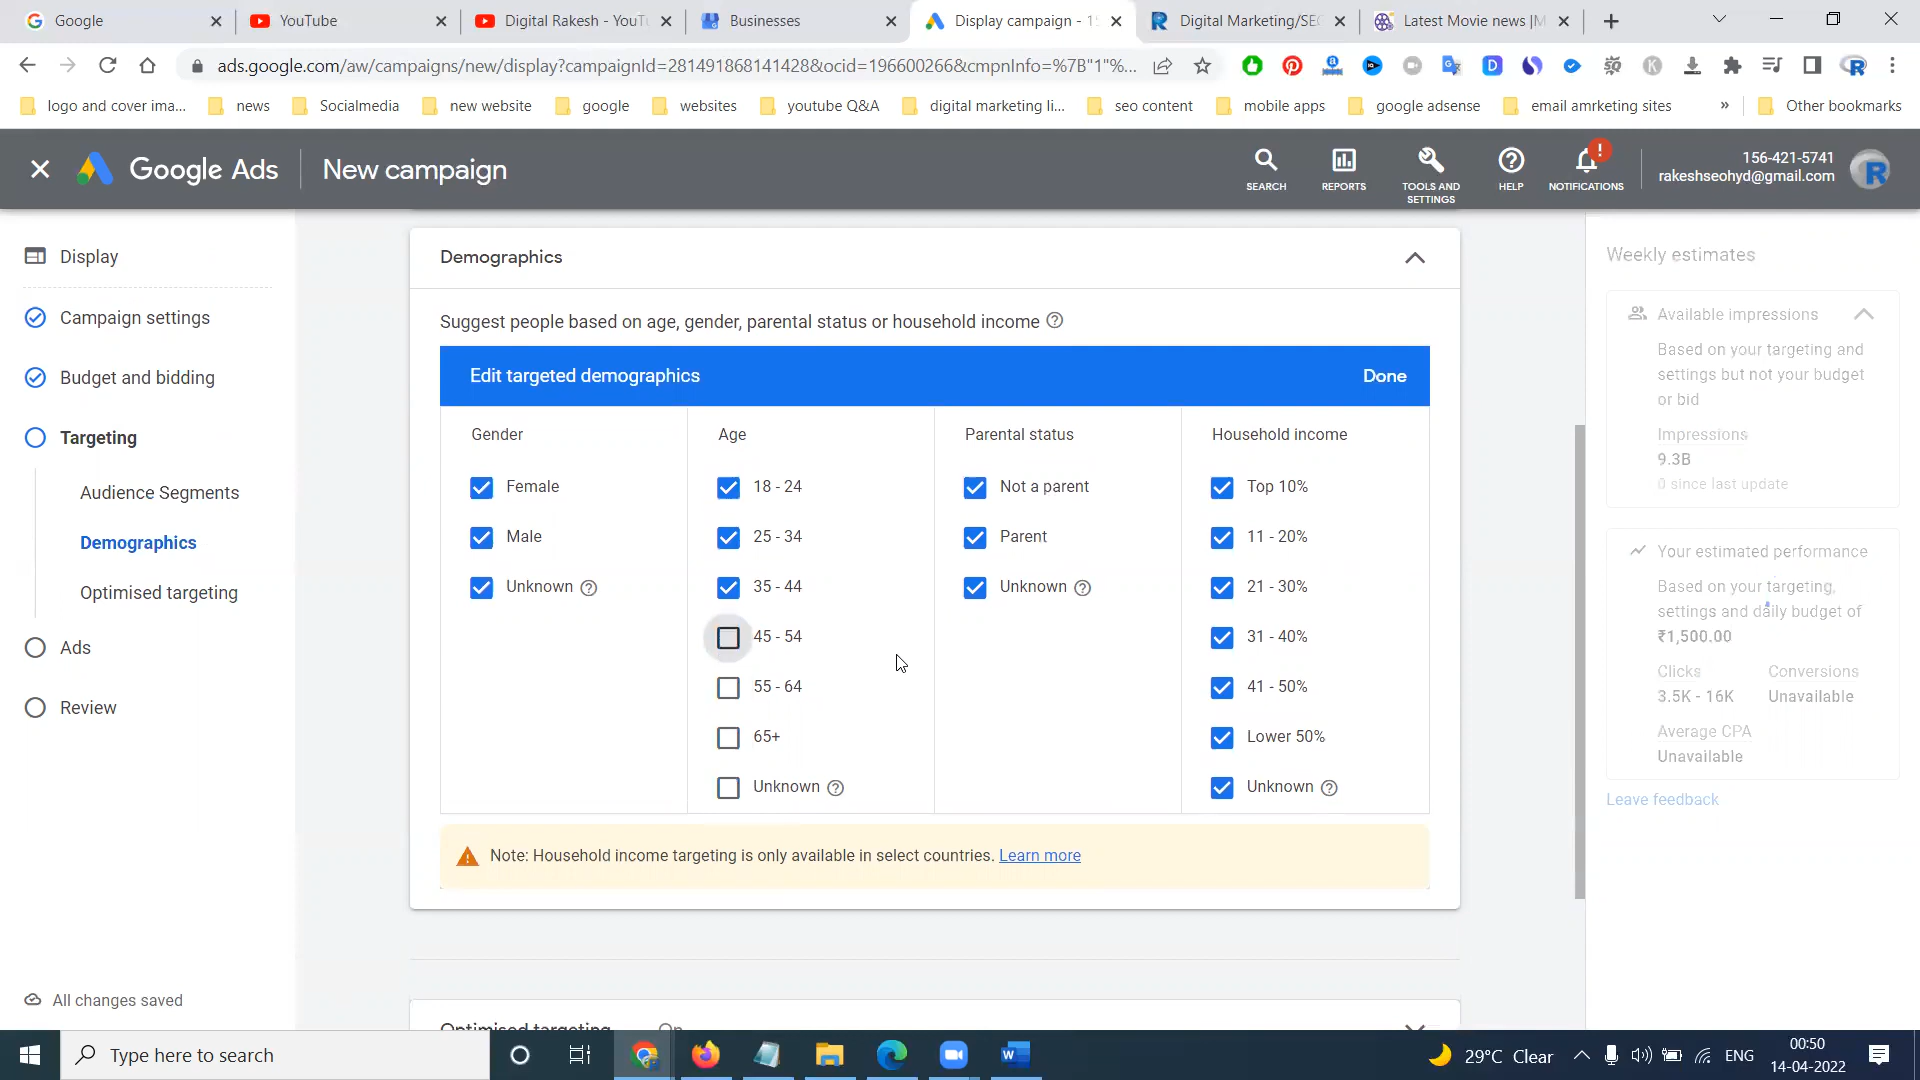 Google
YouTube
Digital Rakesh - YouTu
Businesses
Display campaign - 15
Digital Marketing/SEO
Latest Movie news |M
ads.google.com/aw/campaigns/new/display?campaignId=281491868141428&ocid=196600266&cmpnInfo=%7B"1"%...
logo and cover ima...
news
Socialmedia
new website
google
websites
youtube Q&A
digital marketing li...
seo content
mobile apps
google adsense
email amrketing sites
»
Other bookmarks
Google Ads
New campaign
SEARCH
REPORTS
TOOLS AND
SETTINGS
HELP
NOTIFICATIONS
156-421-5741
rakeshseohyd@gmail.com
Display
Campaign settings
Budget and bidding
Targeting
Audience Segments
Demographics
Optimised targeting
Ads
Review
All changes saved
Demographics
Suggest people based on age, gender, parental status or household income
Edit targeted demographics
Done
Gender
Female
Male
Unknown
Age
18 - 24
25 - 34
35 - 44
45 - 54
55 - 64
65+
Unknown
Parental status
Not a parent
Parent
Unknown
Household income
Top 10%
11 - 20%
21 - 30%
31 - 40%
41 - 50%
Lower 50%
Unknown
Note: Household income targeting is only available in select countries. Learn more
Optimised targeting
On
Weekly estimates
Available impressions
Based on your targeting and
settings but not your budget
or bid
Impressions
9.3B
0 since last update
Your estimated performance
Based on your targeting,
settings and daily budget of
₹1,500.00
Clicks
Conversions
3.5K - 16K
Unavailable
Average CPA
Unavailable
Leave feedback
Type here to search
29°C Clear
ENG
00:50
14-04-2022